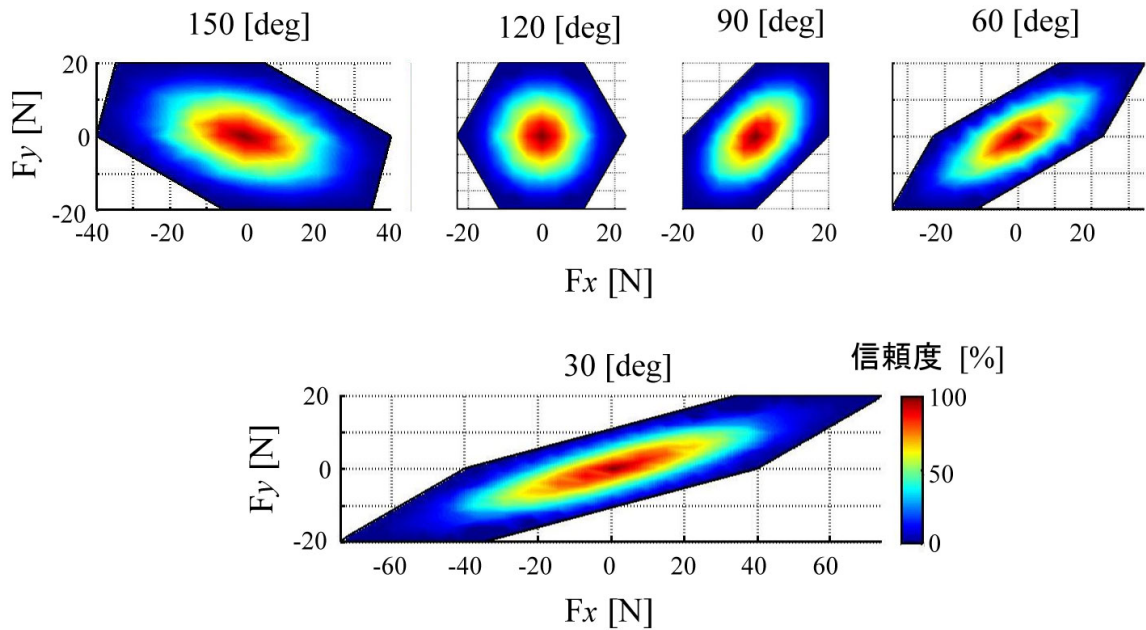 150 [deg]
120 [deg]
90 [deg]
60 [deg]
20
0
-20
Fy [N]
-40 -20 0 20 40
-20 0 20
-20 0 20
-20 0 20
Fx [N]
30 [deg]
信頼度 [%]
20
0
-20
Fy [N]
100
50
0
-60 -40 -20 0 20 40 60
Fx [N]